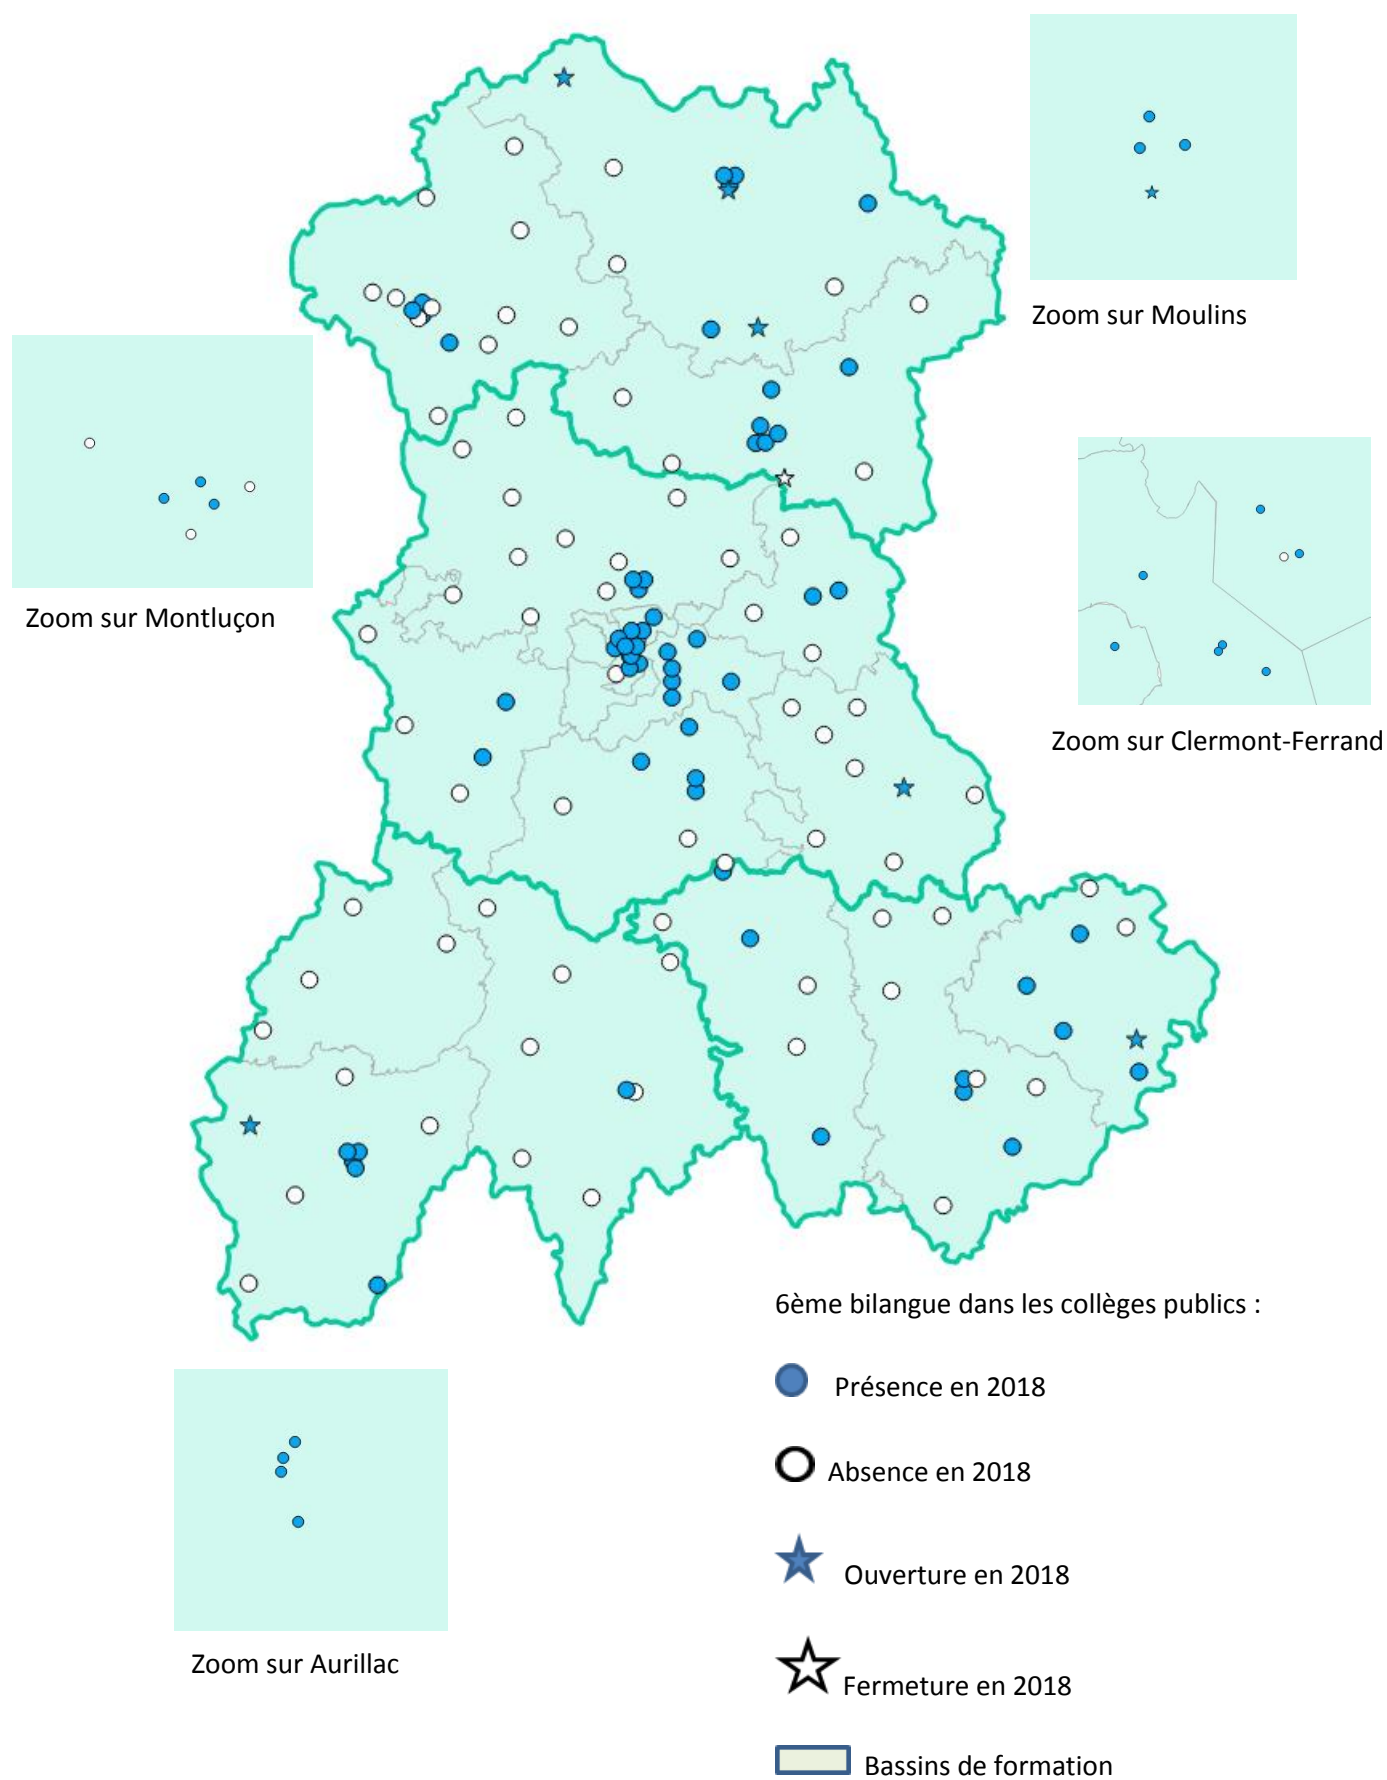 Zoom sur Moulins
Zoom sur Montluçon
Zoom sur Clermont-Ferrand
6ème bilangue dans les collèges publics :
Présence en 2018
Absence en 2018
Ouverture en 2018
Zoom sur Aurillac
Fermeture en 2018
Bassins de formation